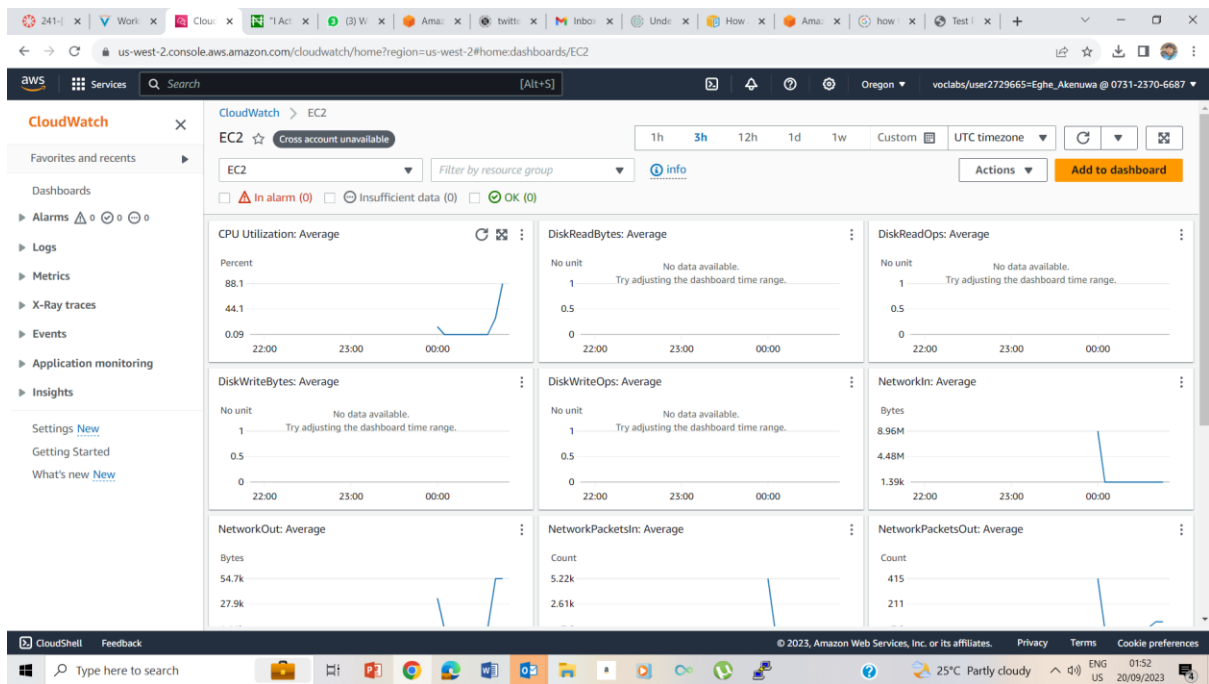 241-|
Work:
Clou:
"I Act
(3) W
Amaz
twitte
Inbo:
Unde
How
Amaz
how
Test
us-west-2.console.aws.amazon.com/cloudwatch/home?region=us-west-2#home:dashboards/EC2
aws Services Search [Alt+S] Oregon voclabs/user2729665=Eghe_Akenuwa @ 0731-2370-6687
CloudWatch
Favorites and recents
Dashboards
Alarms 0 0 0
Logs
Metrics
X-Ray traces
Events
Application monitoring
Insights
Settings New
Getting Started
What's new New
CloudWatch > EC2
EC2 Cross account unavailable 1h 3h 12h 1d 1w Custom UTC timezone
EC2 Filter by resource group info Actions Add to dashboard
In alarm (0) Insufficient data (0) OK (0)
CPU Utilization: Average
Percent
88.1
44.1
0.09
22:00 23:00 00:00
DiskReadBytes: Average
No unit
No data available.
Try adjusting the dashboard time range.
1
0.5
0
22:00 23:00 00:00
DiskReadOps: Average
No unit
No data available.
Try adjusting the dashboard time range.
1
0.5
0
22:00 23:00 00:00
DiskWriteBytes: Average
No unit
No data available.
Try adjusting the dashboard time range.
1
0.5
0
22:00 23:00 00:00
DiskWriteOps: Average
No unit
No data available.
Try adjusting the dashboard time range.
1
0.5
0
22:00 23:00 00:00
NetworkIn: Average
Bytes
8.96M
4.48M
1.39k
22:00 23:00 00:00
NetworkOut: Average
Bytes
54.7k
27.9k
NetworkPacketsIn: Average
Count
5.22k
2.61k
NetworkPacketsOut: Average
Count
415
211
CloudShell Feedback © 2023, Amazon Web Services, Inc. or its affiliates. Privacy Terms Cookie preferences
Type here to search 25°C Partly cloudy ENG 01:52
US 20/09/2023
4